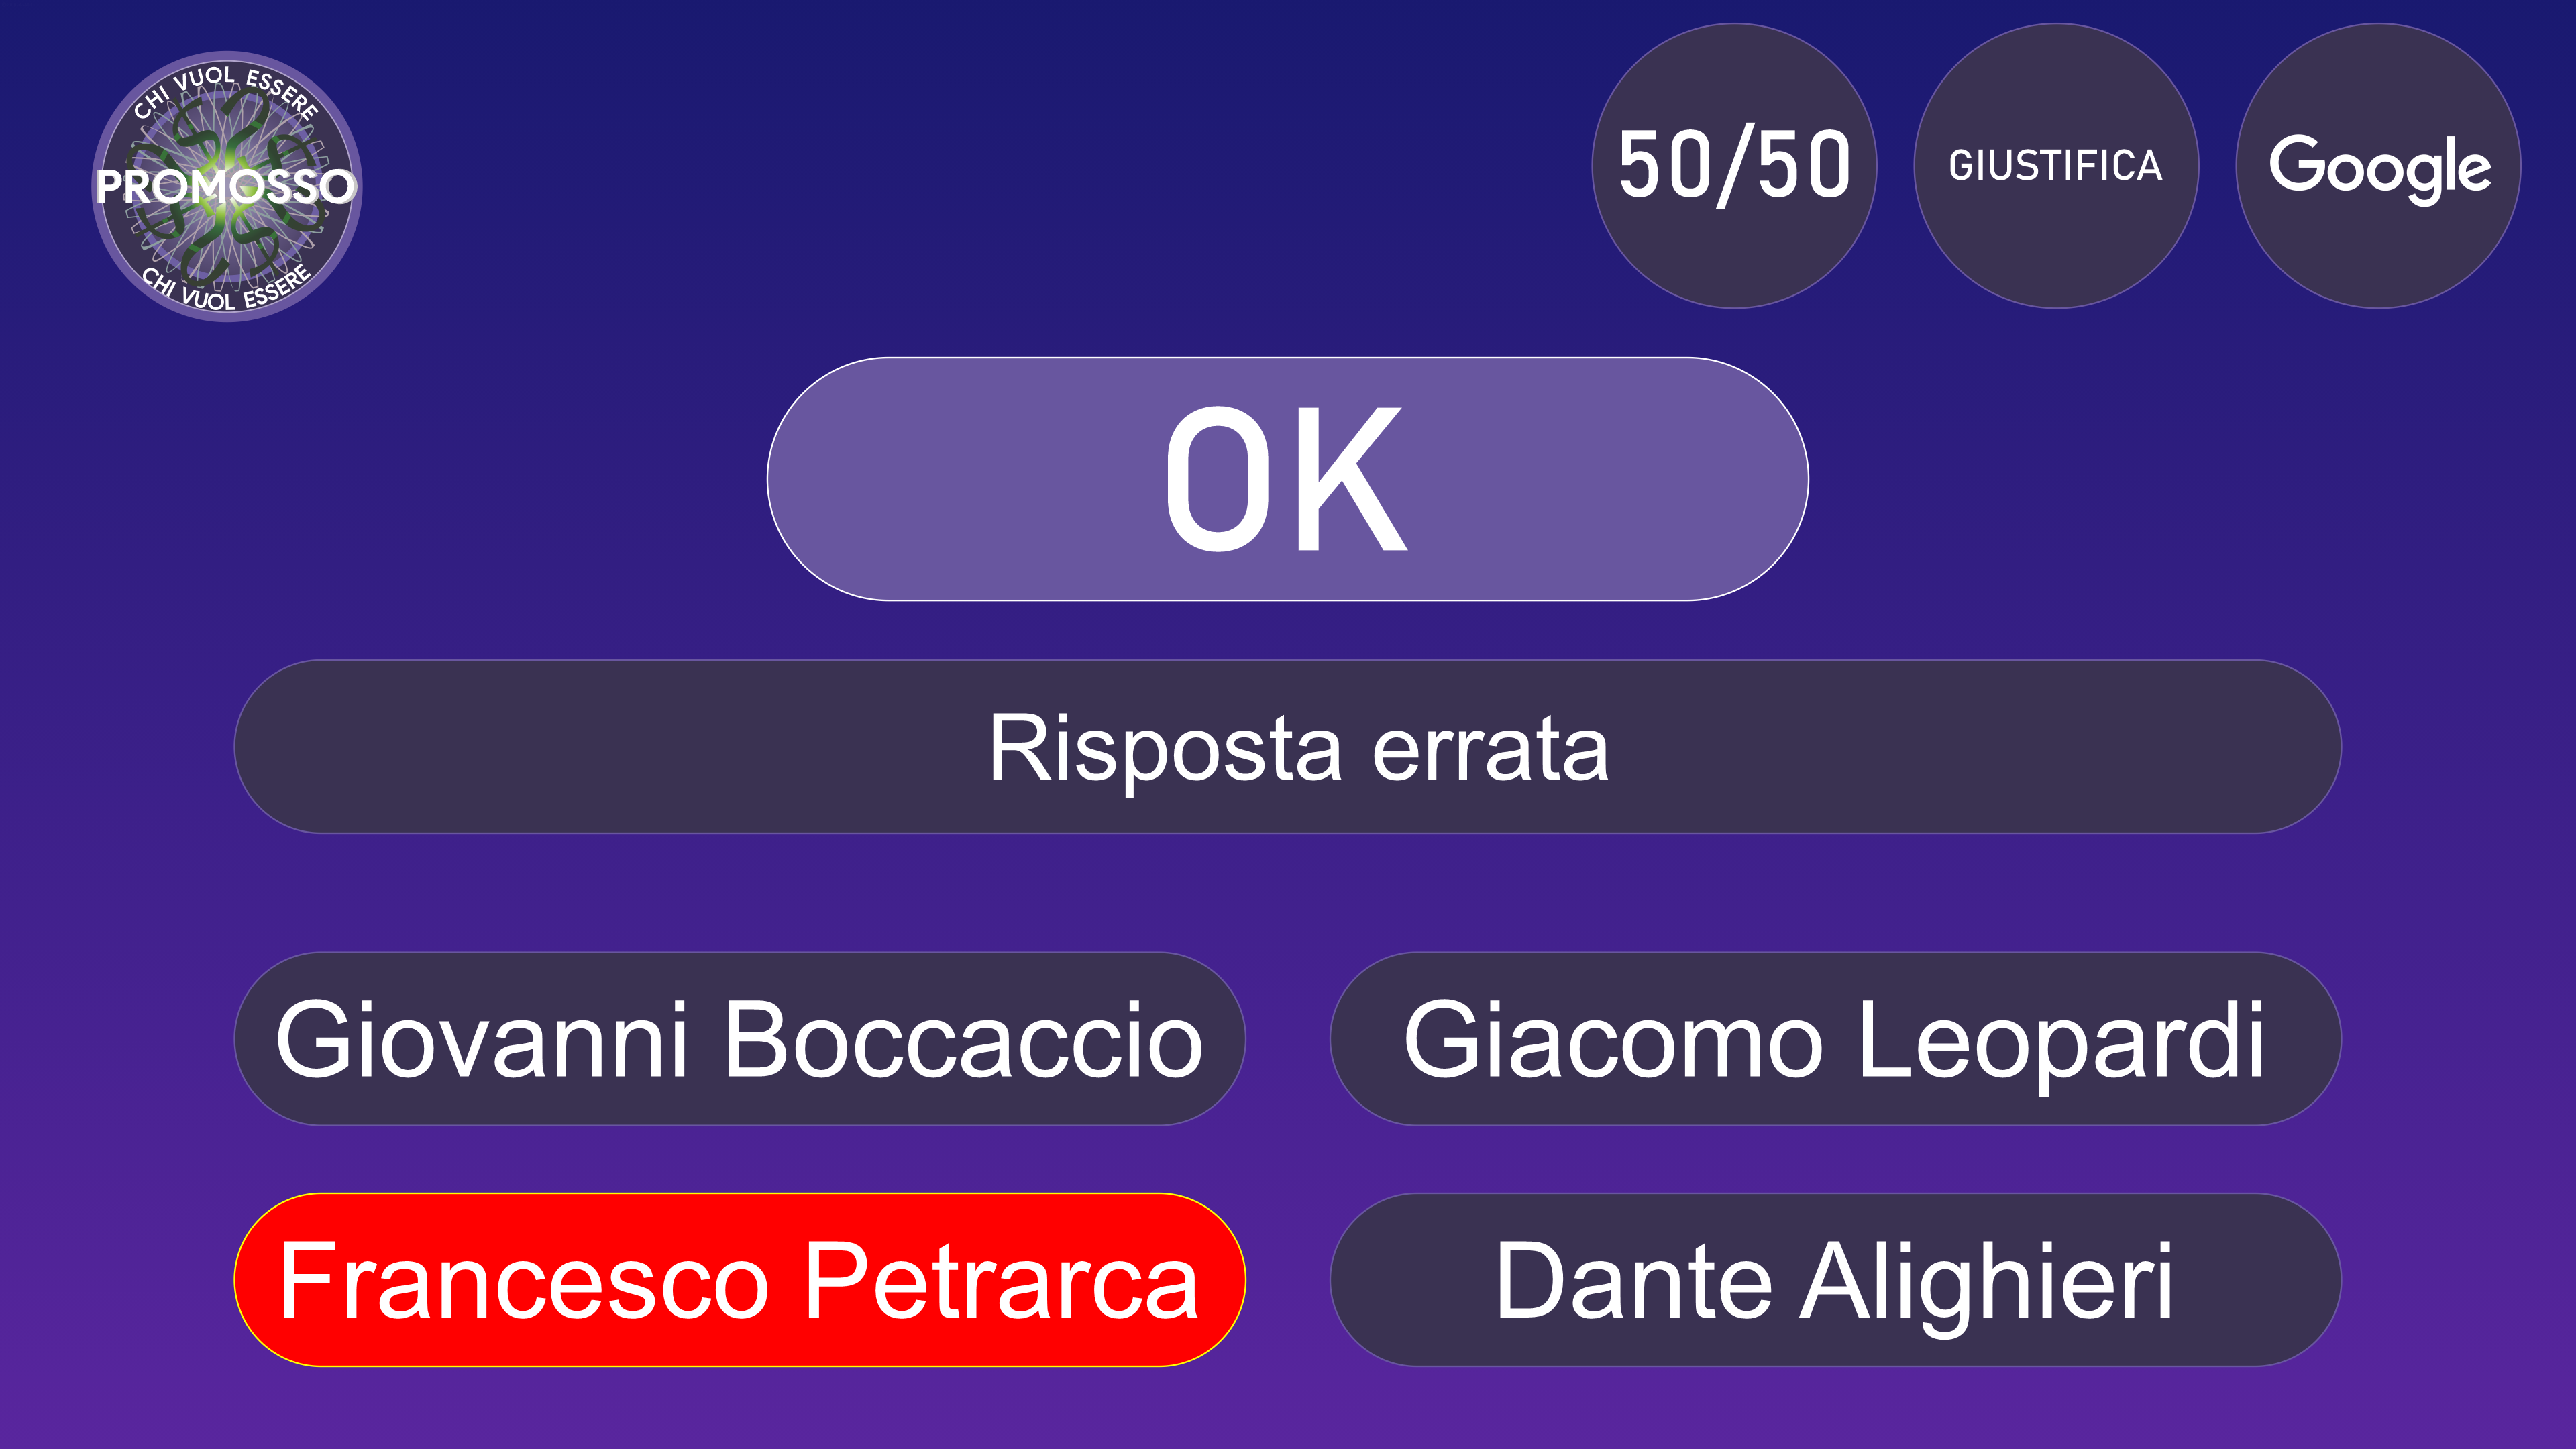 CHI VUOL ESSERE
PROMOSSO
CHI VUOL ESSERE
50/50
GIUSTIFICA
Google
OK
Risposta errata
Giovanni Boccaccio
Giacomo Leopardi
Francesco Petrarca
Dante Alighieri